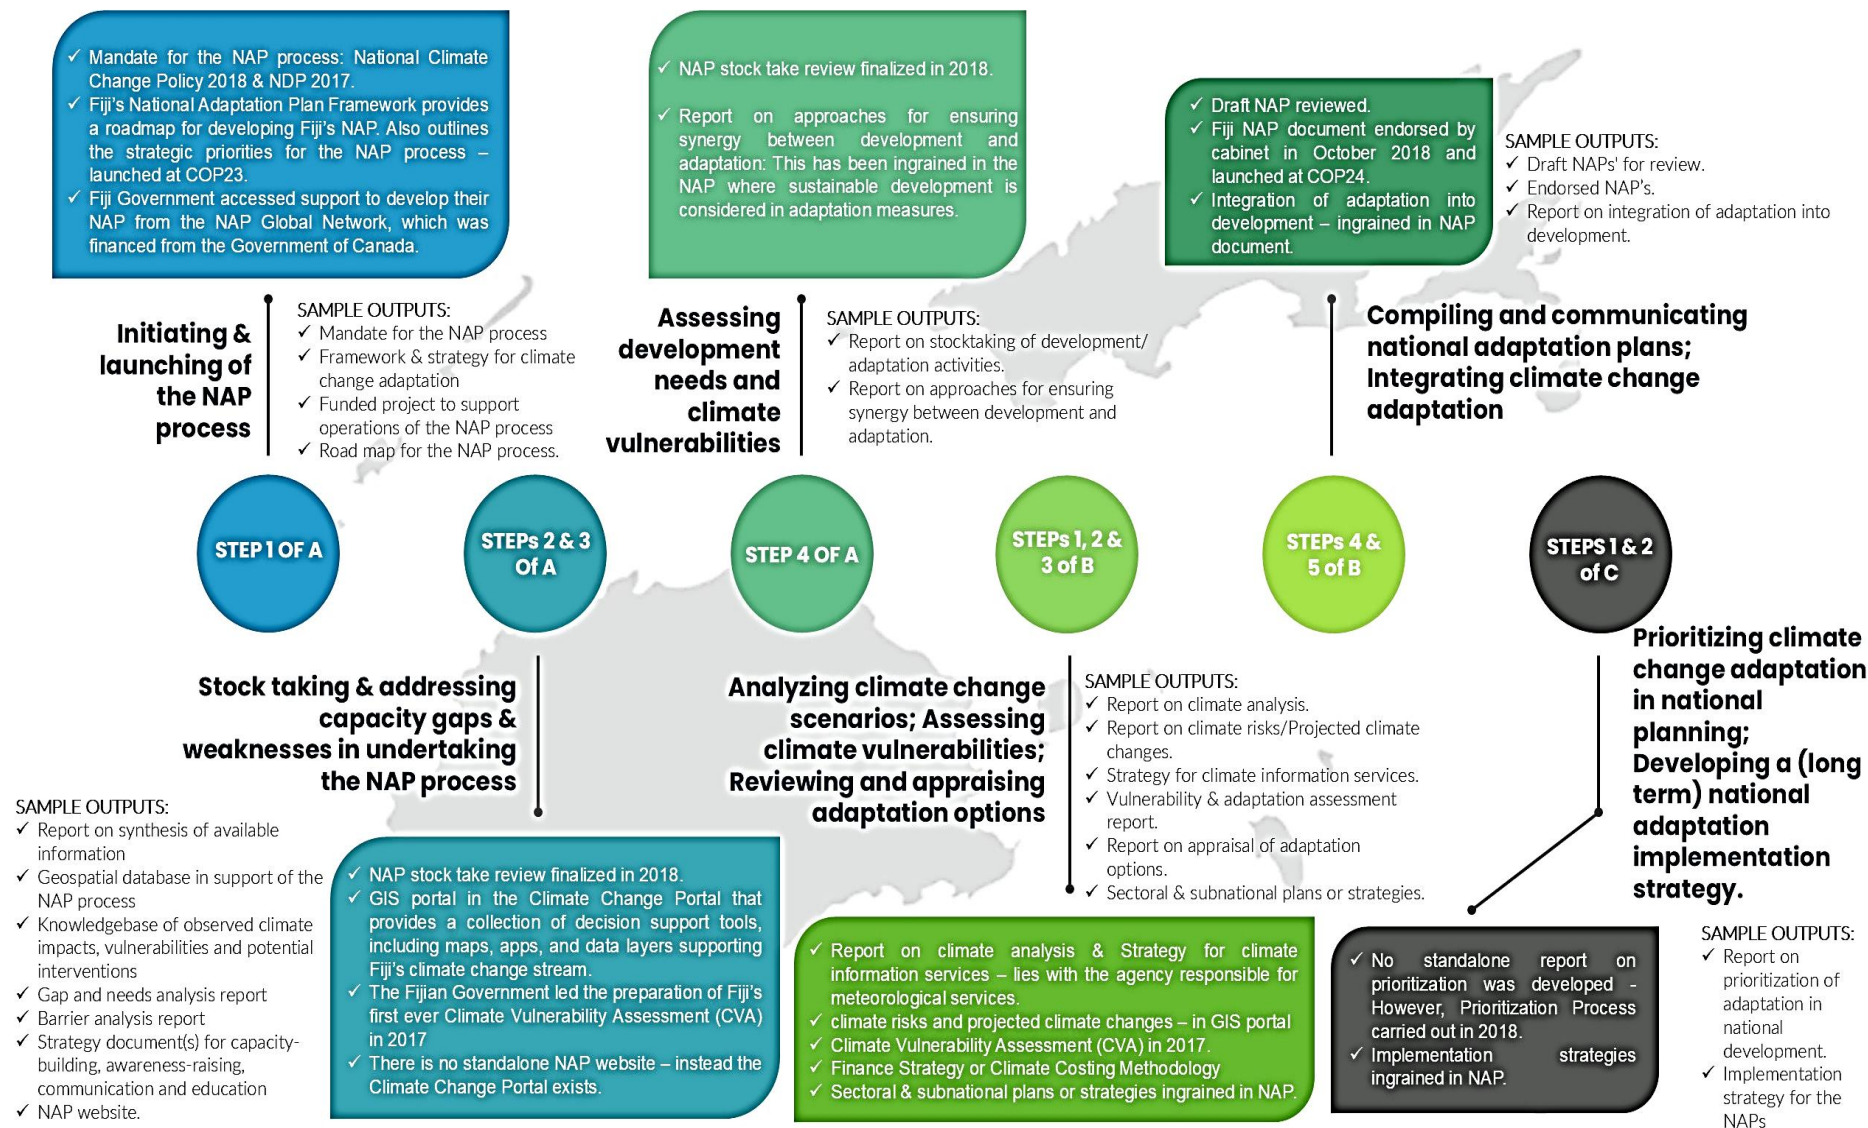 ✓ Mandate for the NAP process: National Climate
Change Policy 2018 & NDP 2017.
✓ Fiji's National Adaptation Plan Framework provides
a roadmap for developing Fiji's NAP. Also outlines
the strategic priorities for the NAP process –
launched at COP23.
✓ Fiji Government accessed support to develop their
NAP from the NAP Global Network, which was
financed from the Government of Canada.
Initiating &
launching of
the NAP
process
SAMPLE OUTPUTS:
✓ Mandate for the NAP process
✓ Framework & strategy for climate
change adaptation
✓ Funded project to support
operations of the NAP process
✓ Road map for the NAP process.
✓ NAP stock take review finalized in 2018.
✓ Report on approaches for ensuring
synergy between development and
adaptation: This has been ingrained in the
NAP where sustainable development is
considered in adaptation measures.
Assessing
development
needs and
climate
vulnerabilities
SAMPLE OUTPUTS:
✓ Report on stocktaking of development/
adaptation activities.
✓ Report on approaches for ensuring
synergy between development and
adaptation.
✓ Draft NAP reviewed.
✓ Fiji NAP document endorsed by
cabinet in October 2018 and
launched at COP24.
✓ Integration of adaptation into
development – ingrained in NAP
document.
SAMPLE OUTPUTS:
✓ Draft NAPs' for review.
✓ Endorsed NAP's.
✓ Report on integration of adaptation into
development.
Compiling and communicating
national adaptation plans;
Integrating climate change
adaptation
STEP 1 OF A
STEPs 2 & 3
Of A
STEP 4 OF A
STEPs 1, 2 &
3 of B
STEPs 4 &
5 of B
STEPS 1 & 2
of C
Stock taking & addressing
capacity gaps &
weaknesses in undertaking
the NAP process
SAMPLE OUTPUTS:
✓ Report on synthesis of available
information
✓ Geospatial database in support of the
NAP process
✓ Knowledgebase of observed climate
impacts, vulnerabilities and potential
interventions
✓ Gap and needs analysis report
✓ Barrier analysis report
✓ Strategy document(s) for capacity-
building, awareness-raising,
communication and education
✓ NAP website.
✓ NAP stock take review finalized in 2018.
✓ GIS portal in the Climate Change Portal that
provides a collection of decision support tools,
including maps, apps, and data layers supporting
Fiji's climate change stream.
✓ The Fijian Government led the preparation of Fiji's
first ever Climate Vulnerability Assessment (CVA)
in 2017
✓ There is no standalone NAP website – instead the
Climate Change Portal exists.
Analyzing climate change
scenarios; Assessing
climate vulnerabilities;
Reviewing and appraising
adaptation options
SAMPLE OUTPUTS:
✓ Report on climate analysis.
✓ Report on climate risks/Projected climate
changes.
✓ Strategy for climate information services.
✓ Vulnerability & adaptation assessment
report.
✓ Report on appraisal of adaptation
options.
✓ Sectoral & subnational plans or strategies.
✓ Report on climate analysis & Strategy for climate
information services – lies with the agency responsible for
meteorological services.
✓ climate risks and projected climate changes – in GIS portal
✓ Climate Vulnerability Assessment (CVA) in 2017.
✓ Finance Strategy or Climate Costing Methodology
✓ Sectoral & subnational plans or strategies ingrained in NAP.
Prioritizing climate
change adaptation
in national
planning;
Developing a (long
term) national
adaptation
implementation
strategy.
✓ No standalone report on
prioritization was developed -
However, Prioritization Process
carried out in 2018.
✓ Implementation strategies
ingrained in NAP.
SAMPLE OUTPUTS:
✓ Report on
prioritization of
adaptation in
national
development.
✓ Implementation
strategy for the
NAPs